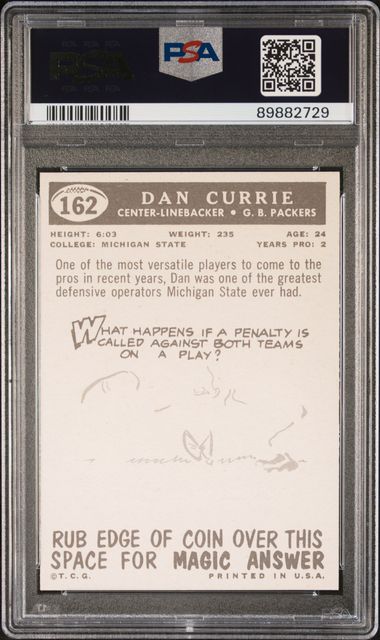 PSA
PSA
89882729
162
DAN CURRIE
CENTER-LINEBACKER • G. B. PACKERS
HEIGHT: 6:03 WEIGHT: 235 AGE: 24
COLLEGE: MICHIGAN STATE YEARS PRO: 2
One of the most versatile players to come to the
pros in recent years, Dan was one of the greatest
defensive operators Michigan State ever had.
WHAT HAPPENS IF A PENALTY IS
CALLED AGAINST BOTH TEAMS
ON A PLAY?
RUB EDGE OF COIN OVER THIS
SPACE FOR MAGIC ANSWER
© T. C. G. PRINTED IN U.S.A.